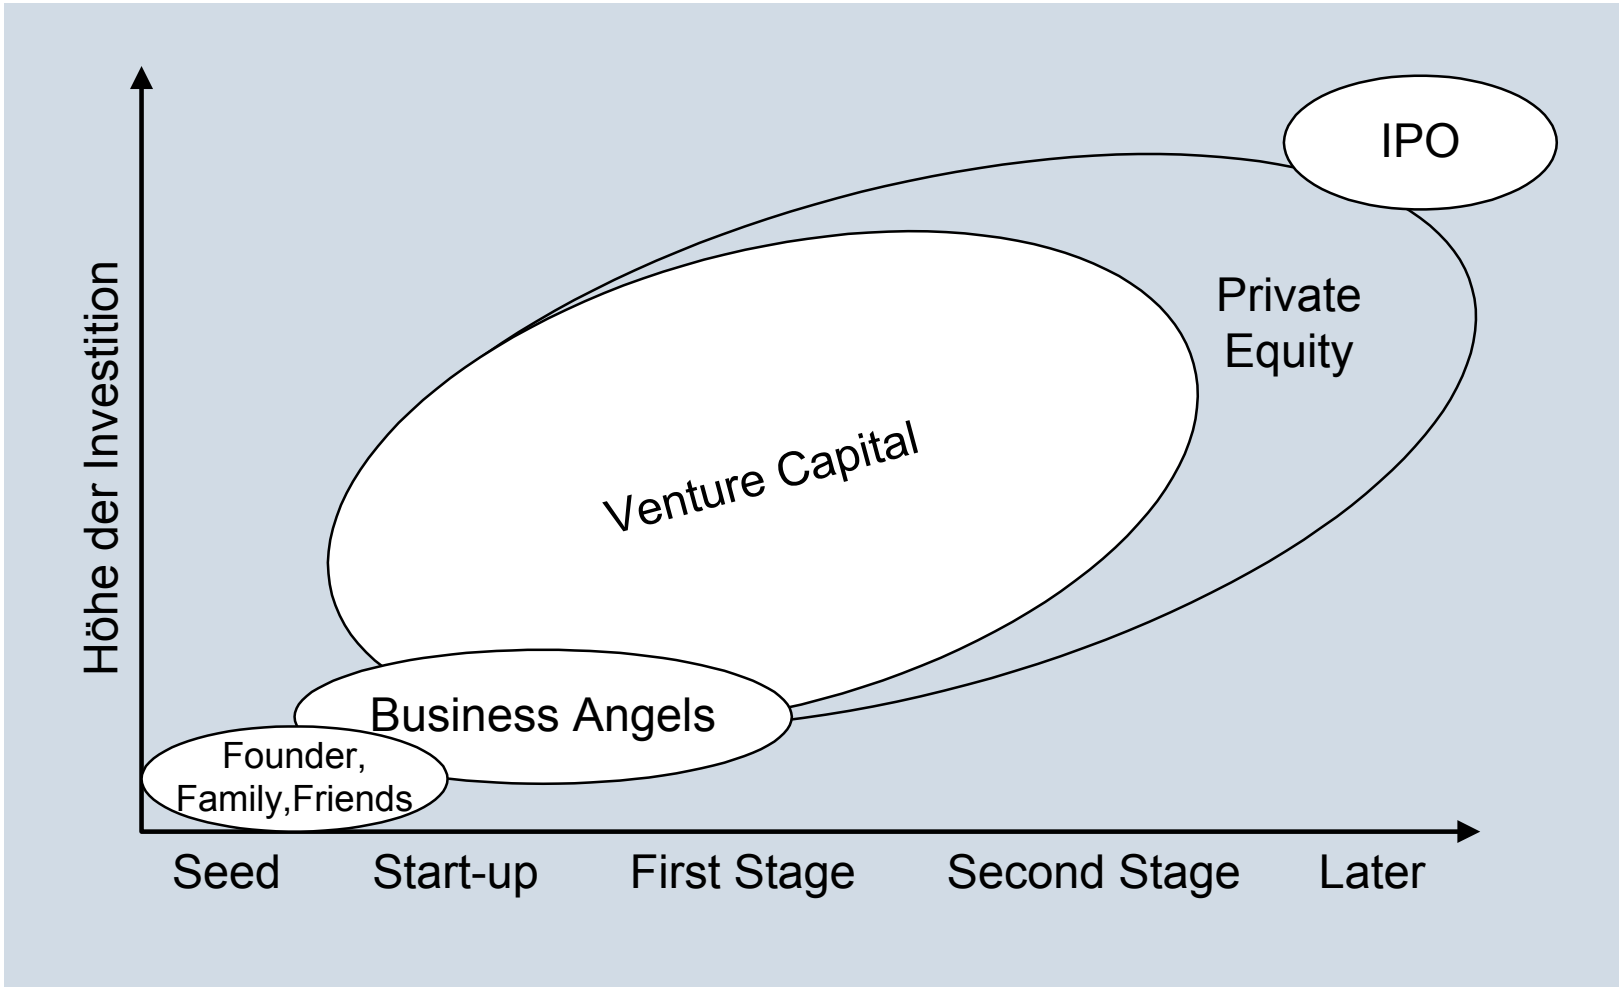 IPO
Private
Equity
Höhe der Investition
Venture Capital
Business Angels
Founder,
Family,Friends
Seed Start-up First Stage Second Stage Later